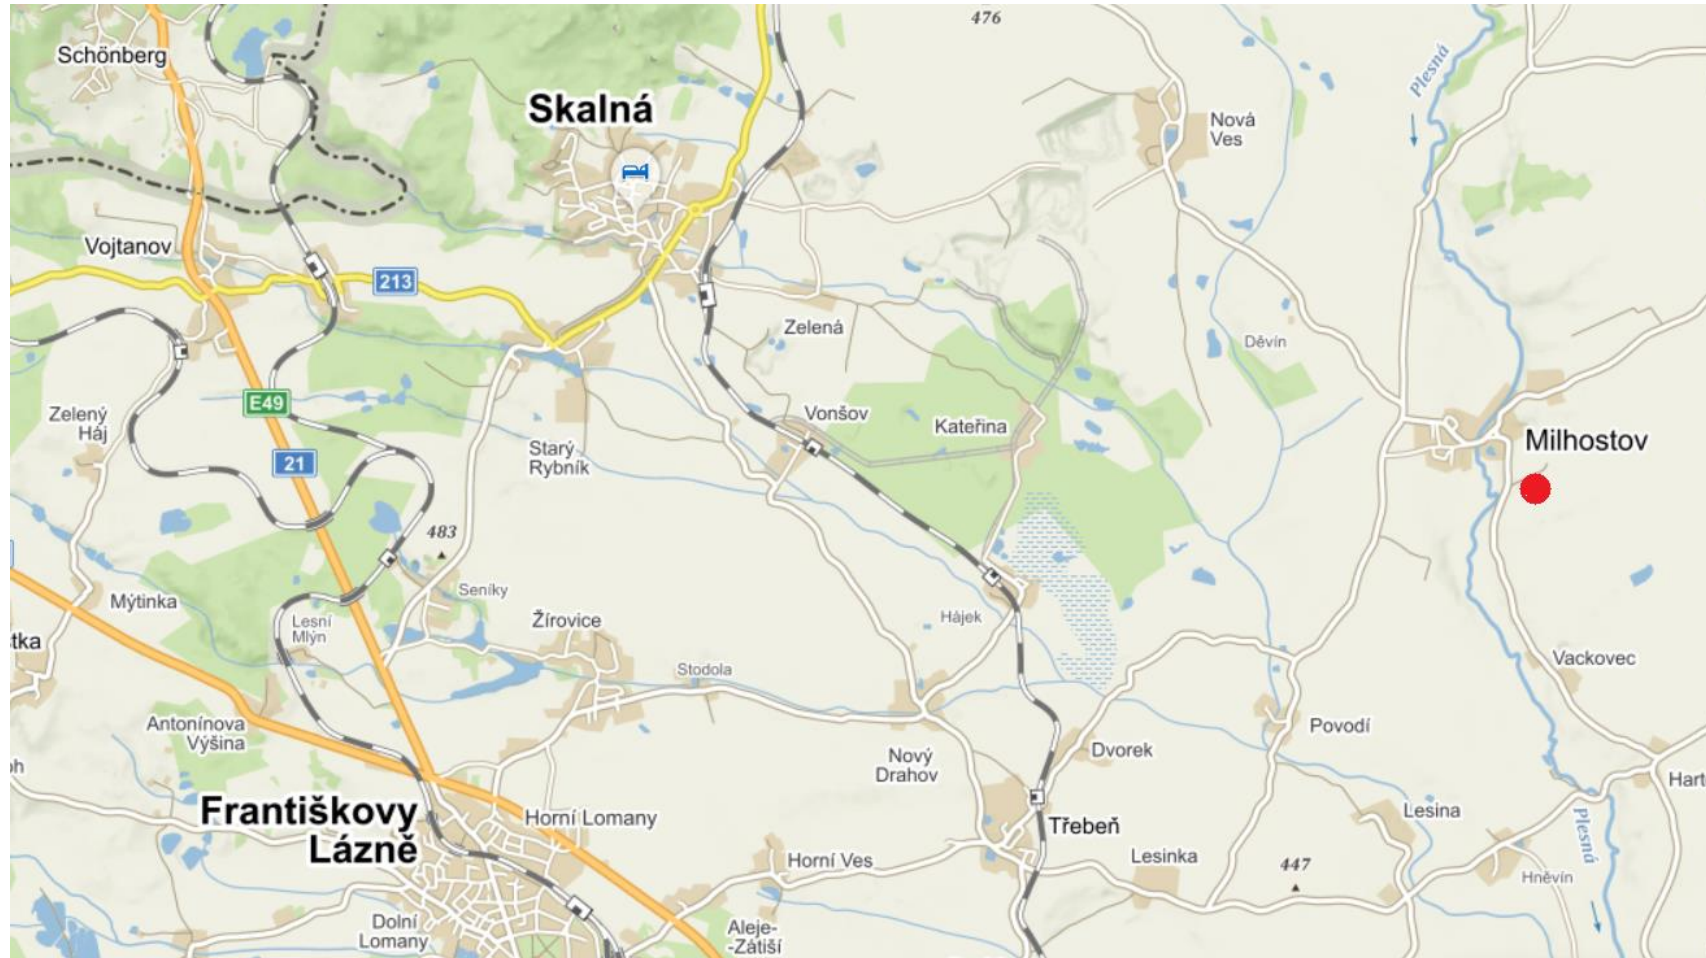 476
Schönberg
Plesná
Skalná
Nová
Ves
Vojtanov
213
Zelená
Děvín
E49
Zelený
Háj
Vonšov
Kateřina
Milhostov
21
Starý
Rybník
483
Seníky
Mýtinka
Lesní
Mlýn
Žírovice
Hájek
tka
Stodola
Vackovec
Antonínova
Výšina
Povodí
Nový
Drahov
Dvorek
oh
Hart
Františkovy
Lázně
Horní Lomany
Třebeň
Lesina
Plesná
Horní Ves
Lesinka
447
Hněvín
Dolní
Lomany
Aleje-
-Zátiší